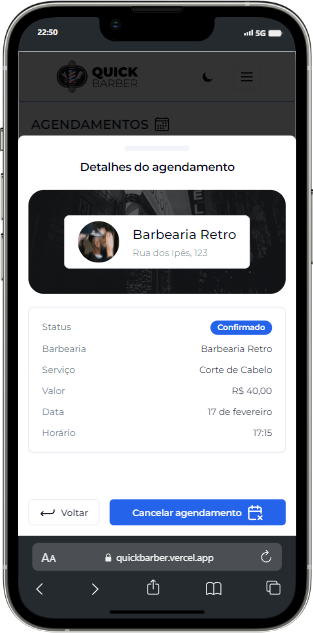 22:50
5G
QUICK
BARBER
AGENDAMENTOS
Detalhes do agendamento
Barbearia Retro
Rua dos Ipês, 123
Status Confirmado
Barbearia Barbearia Retro
Serviço Corte de Cabelo
Valor R$ 40,00
Data 17 de fevereiro
Horário 17:15
Voltar Cancelar agendamento
AA quickbarber.vercel.app